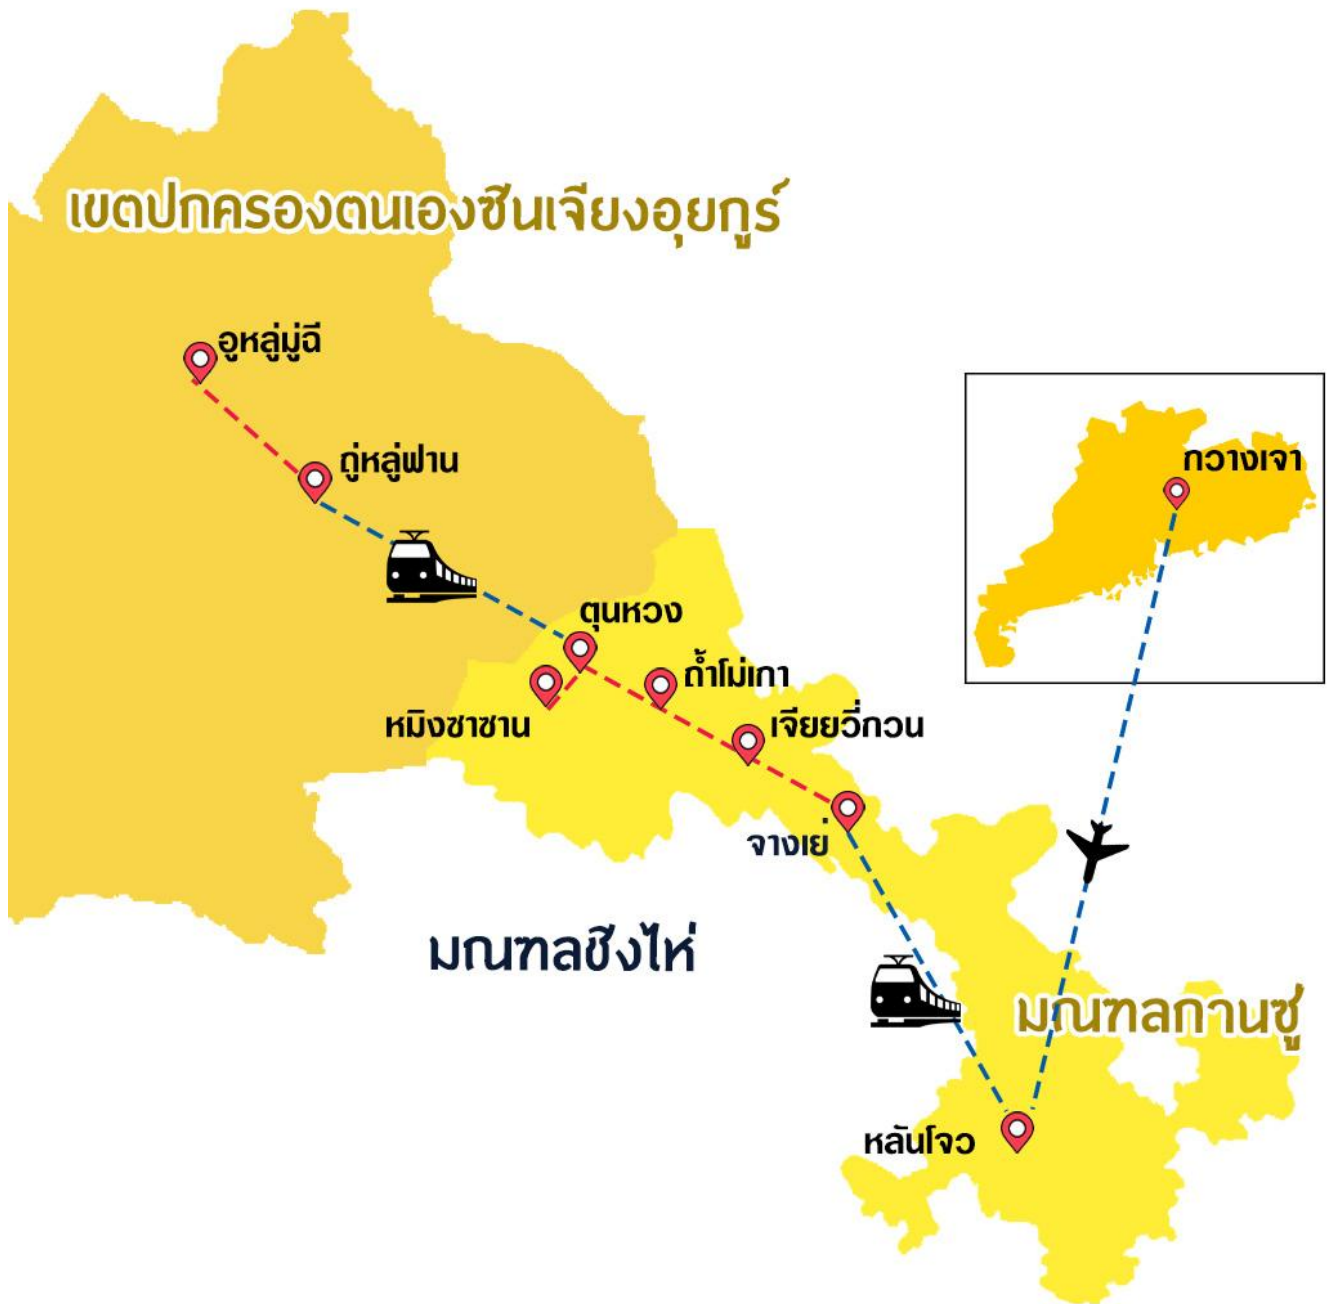 เขตปกครองตนเองซินเจียงอุยกูร์
อูหลู่มู่ฉี
ถู่หลู่ฟาน
กวางเจา
ตุนหวง
ถ้ำโม่เกา
หมิงซาซาน
เจียยวี่กวน
จางเย่
มณฑลชิงไห่
มณฑลกานซู
หลันโจว